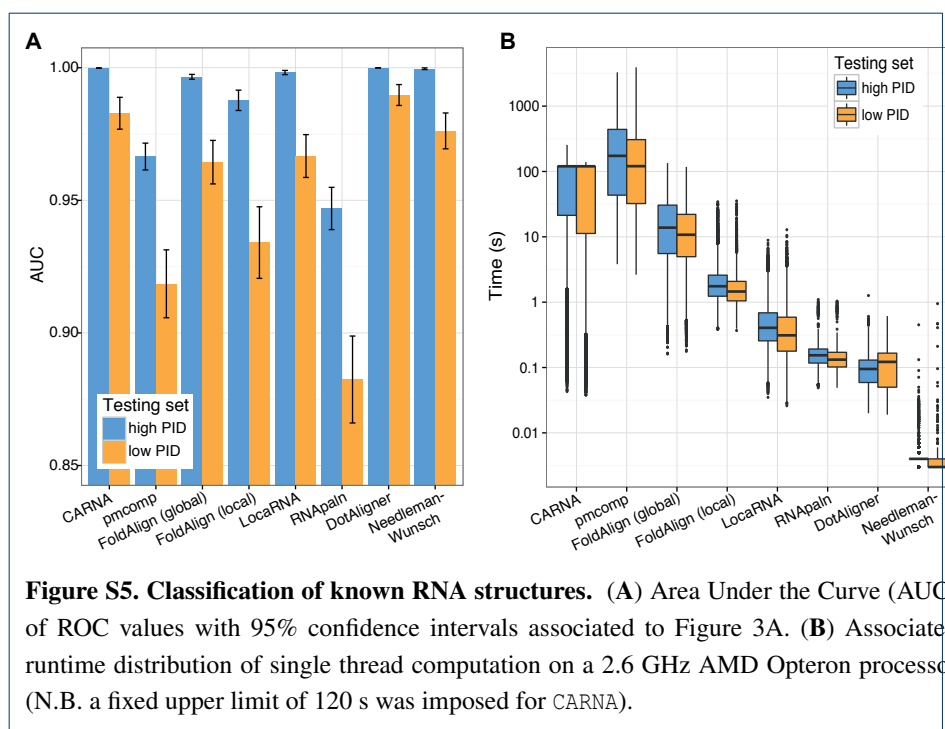 A
B
1.00
0.95
0.90
0.85
AUC
Testing set
high PID
low PID
CARNA
pmcomp
FoldAlign (global)
FoldAlign (local)
LocaRNA
RNApaln
DotAligner
Needleman-
Wunsch
1000
100
10
1
0.1
0.01
Time (s)
Testing set
high PID
low PID
CARNA
pmcomp
FoldAlign (global)
FoldAlign (local)
LocaRNA
RNApaln
DotAligner
Needleman-
Wunsch
Figure S5. Classification of known RNA structures. (A) Area Under the Curve (AUC
of ROC values with 95% confidence intervals associated to Figure 3A. (B) Associate
runtime distribution of single thread computation on a 2.6 GHz AMD Opteron processo
(N.B. a fixed upper limit of 120 s was imposed for CARNA).